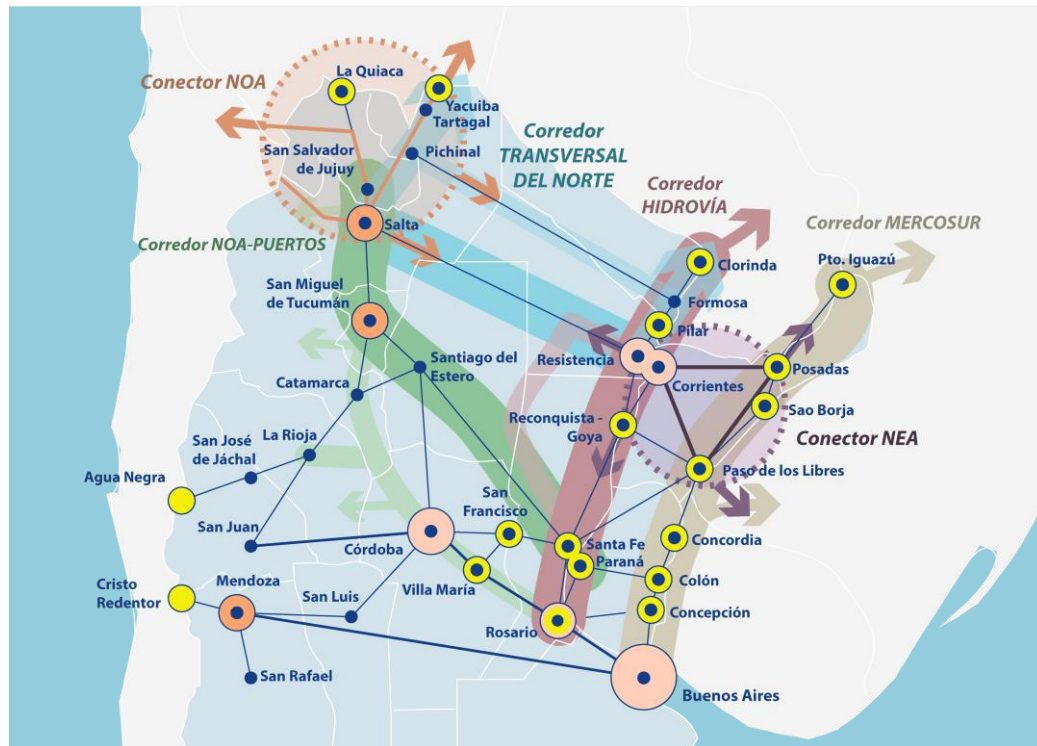 La Quiaca
Conector NOA
Yacuiba
Tartagal
Corredor
TRANSVERSAL
DEL NORTE
San Salvador
de Jujuy
Pichinal
Corredor
HIDROVÍA
Corredor MERCOSUR
Salta
Corredor NOA-PUERTOS
Clorinda
Pto. Iguazú
San Miguel
de Tucumán
Formosa
Pilar
Resistencia
Santiago del
Estero
Corrientes
Posadas
Catamarca
Sao Borja
Reconquista -
Goya
La Rioja
Conector NEA
San José
de Jáchal
Paso de los Libres
Agua Negra
San
Francisco
San Juan
Córdoba
Santa Fe
Paraná
Concordia
Cristo
Redentor
Mendoza
San Luis
Villa María
Colón
Concepción
Rosario
San Rafael
Buenos Aires